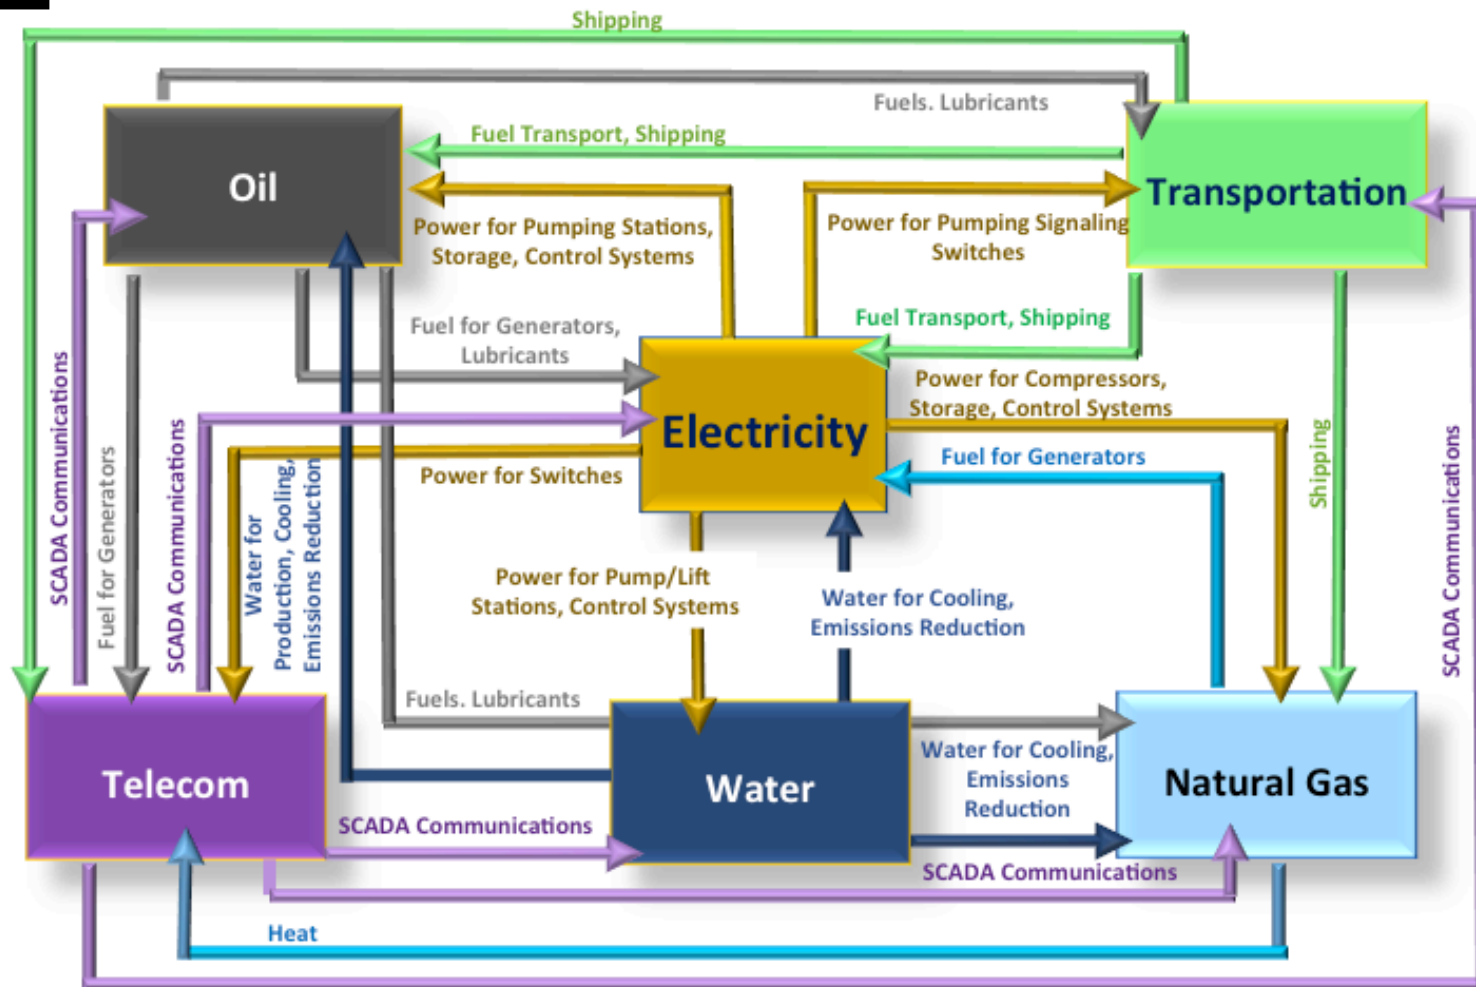 Shipping
Fuels. Lubricants
Fuel Transport, Shipping
Oil
Transportation
Power for Pumping Stations,
Storage, Control Systems
Power for Pumping Signaling
Switches
Fuel for Generators,
Lubricants
Fuel Transport, Shipping
Power for Compressors,
Storage, Control Systems
Electricity
Fuel for Generators
Power for Switches
SCADA Communications
Fuel for Generators
SCADA Communications
Water for
Production, Cooling,
Emissions Reduction
Shipping
SCADA Communications
Power for Pump/Lift
Stations, Control Systems
Water for Cooling,
Emissions Reduction
Fuels. Lubricants
Telecom
Water
Water for Cooling,
Emissions
Reduction
Natural Gas
SCADA Communications
SCADA Communications
Heat